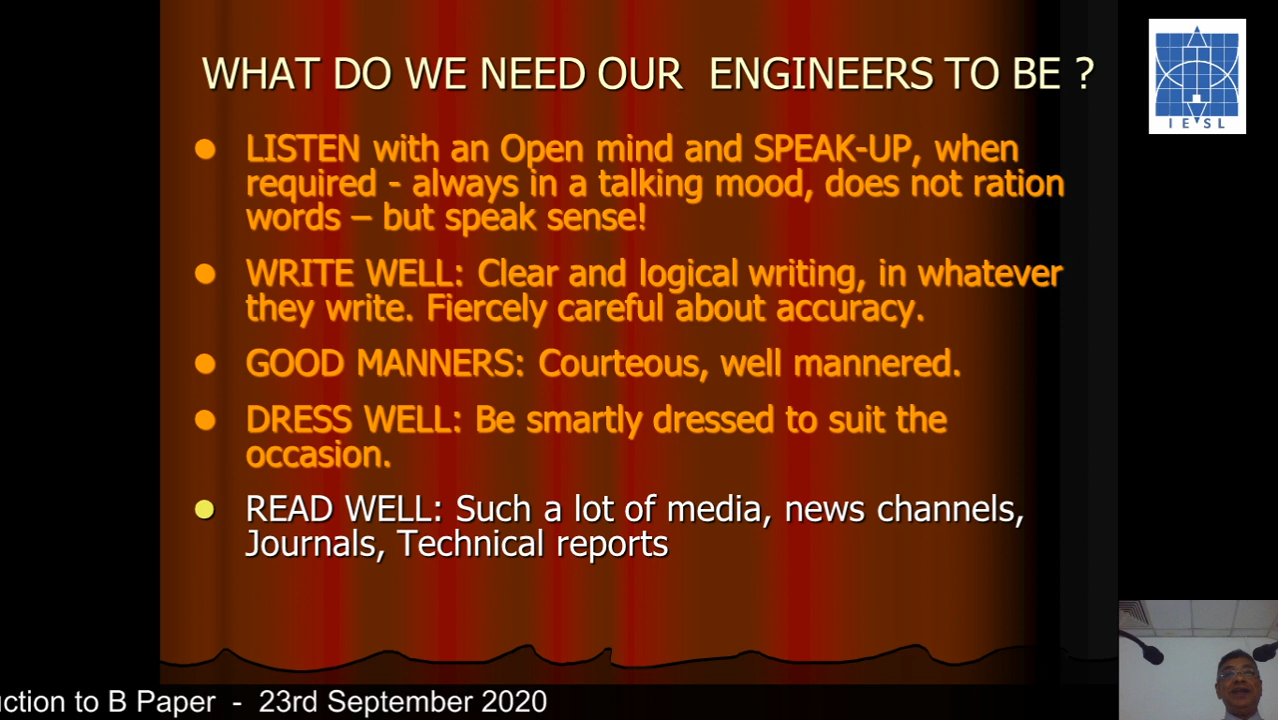 WHAT DO WE NEED OUR ENGINEERS TO BE ?
IESL
LISTEN with an Open mind and SPEAK-UP, when
required - always in a talking mood, does not ration
words – but speak sense!
WRITE WELL: Clear and logical writing, in whatever
they write. Fiercely careful about accuracy.
GOOD MANNERS: Courteous, well mannered.
DRESS WELL: Be smartly dressed to suit the
occasion.
READ WELL: Such a lot of media, news channels,
Journals, Technical reports
uction to B Paper - 23rd September 2020